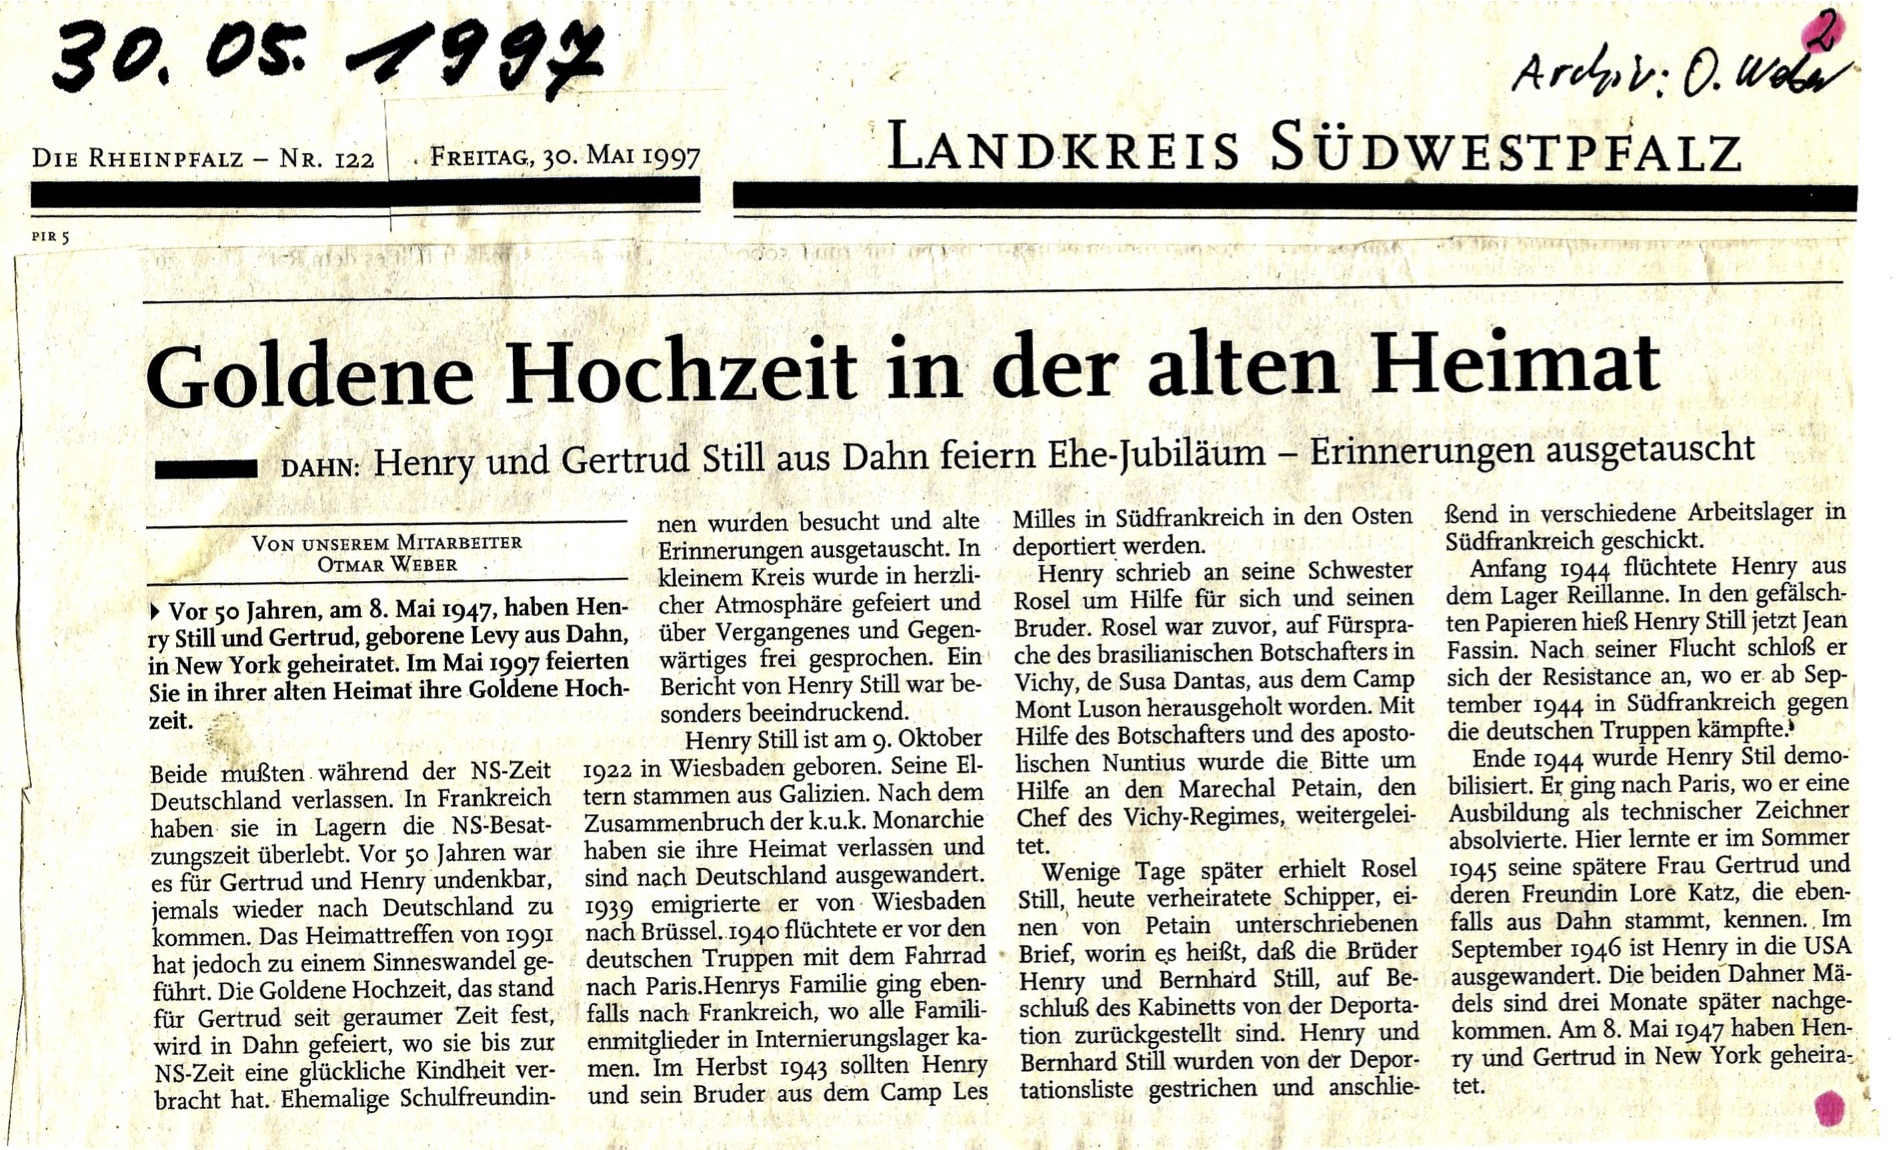 30. 05. 1997
2
Archiv: O. Weber
DIE RHEINPFALZ – NR. 122
FREITAG, 30. MAI 1997
LANDKREIS SÜDWESTPFALZ
PIR 5
Goldene Hochzeit in der alten Heimat
DAHN: Henry und Gertrud Still aus Dahn feiern Ehe-Jubiläum – Erinnerungen ausgetauscht
VON UNSEREM MITARBEITER
OTMAR WEBER
Vor 50 Jahren, am 8. Mai 1947, haben Hen-
ry Still und Gertrud, geborene Levy aus Dahn,
in New York geheiratet. Im Mai 1997 feierten
Sie in ihrer alten Heimat ihre Goldene Hoch-
zeit.
Beide mußten während der NS-Zeit
Deutschland verlassen. In Frankreich
haben sie in Lagern die NS-Besat-
zungszeit überlebt. Vor 50 Jahren war
es für Gertrud und Henry undenkbar,
jemals wieder nach Deutschland zu
kommen. Das Heimattreffen von 1991
hat jedoch zu einem Sinneswandel ge-
führt. Die Goldene Hochzeit, das stand
für Gertrud seit geraumer Zeit fest,
wird in Dahn gefeiert, wo sie bis zur
NS-Zeit eine glückliche Kindheit ver-
bracht hat. Ehemalige Schulfreundin-
nen wurden besucht und alte
Erinnerungen ausgetauscht. In
kleinem Kreis wurde in herzli-
cher Atmosphäre gefeiert und
über Vergangenes und Gegen-
wärtiges frei gesprochen. Ein
Bericht von Henry Still war be-
sonders beeindruckend.
Henry Still ist am 9. Oktober
1922 in Wiesbaden geboren. Seine El-
tern stammen aus Galizien. Nach dem
Zusammenbruch der k.u.k. Monarchie
haben sie ihre Heimat verlassen und
sind nach Deutschland ausgewandert.
1939 emigrierte er von Wiesbaden
nach Brüssel. 1940 flüchtete er vor den
deutschen Truppen mit dem Fahrrad
nach Paris.Henrys Familie ging eben-
falls nach Frankreich, wo alle Famili-
enmitglieder in Internierungslager ka-
men. Im Herbst 1943 sollten Henry
und sein Bruder aus dem Camp Les
Milles in Südfrankreich in den Osten
deportiert werden.
Henry schrieb an seine Schwester
Rosel um Hilfe für sich und seinen
Bruder. Rosel war zuvor, auf Fürspra-
che des brasilianischen Botschafters in
Vichy, de Susa Dantas, aus dem Camp
Mont Luson herausgeholt worden. Mit
Hilfe des Botschafters und des aposto-
lischen Nuntius wurde die Bitte um
Hilfe an den Marechal Petain, den
Chef des Vichy-Regimes, weitergelei-
tet.
Wenige Tage später erhielt Rosel
Still, heute verheiratete Schipper, ei-
nen von Petain unterschriebenen
Brief, worin es heißt, daß die Brüder
Henry und Bernhard Still, auf Be-
schluß des Kabinetts von der Deporta-
tion zurückgestellt sind. Henry und
Bernhard Still wurden von der Depor-
tationsliste gestrichen und anschlie-
ßend in verschiedene Arbeitslager in
Südfrankreich geschickt.
Anfang 1944 flüchtete Henry aus
dem Lager Reillanne. In den gefälsch-
ten Papieren hieß Henry Still jetzt Jean
Fassin. Nach seiner Flucht schloß er
sich der Resistance an, wo er ab Sep-
tember 1944 in Südfrankreich gegen
die deutschen Truppen kämpfte.
Ende 1944 wurde Henry Stil demo-
bilisiert. Er ging nach Paris, wo er eine
Ausbildung als technischer Zeichner
absolvierte. Hier lernte er im Sommer
1945 seine spätere Frau Gertrud und
deren Freundin Lore Katz, die eben-
falls aus Dahn stammt, kennen. Im
September 1946 ist Henry in die USA
ausgewandert. Die beiden Dahner Mä-
dels sind drei Monate später nachge-
kommen. Am 8. Mai 1947 haben Hen-
ry und Gertrud in New York geheira-
tet.